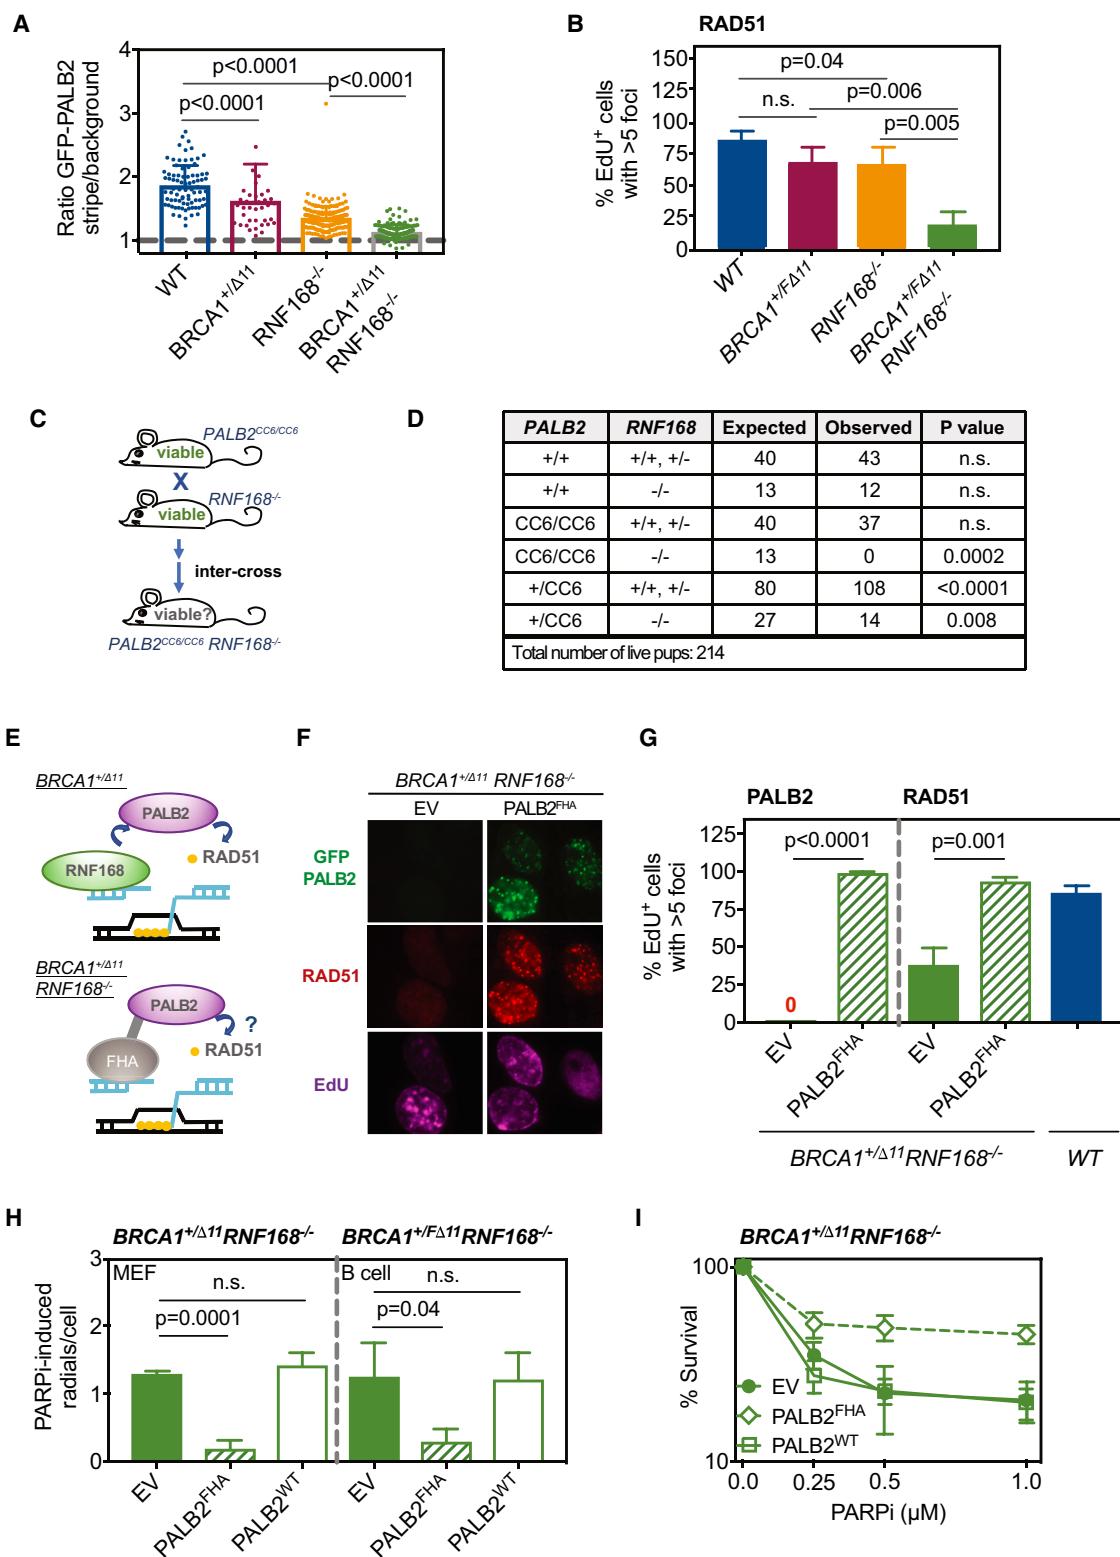 A
Ratio GFP-PALB2
stripe/background
4
3
2
1
p<0.0001
p<0.0001
p<0.0001
WT
BRCA1+/Δ11
RNF168-/-
BRCA1+/Δ11
RNF168-/-
B
RAD51
% EdU+ cells
with >5 foci
150
125
100
75
50
25
0
p=0.04
n.s.
p=0.006
p=0.005
WT
BRCA1+/FΔ11
RNF168-/-
BRCA1+/FΔ11
RNF168-/-
C
PALB2CC6/CC6
viable
X
RNF168-/-
viable
inter-cross
viable?
PALB2CC6/CC6 RNF168-/-
D
PALB2 RNF168 Expected Observed P value
+/+ +/+, +/- 40 43 n.s.
+/+ -/- 13 12 n.s.
CC6/CC6 +/+, +/- 40 37 n.s.
CC6/CC6 -/- 13 0 0.0002
+/CC6 +/+, +/- 80 108 <0.0001
+/CC6 -/- 27 14 0.008
Total number of live pups: 214
E
BRCA1+/Δ11
PALB2
RNF168
RAD51
BRCA1+/Δ11
RNF168-/-
PALB2
?
FHA
RAD51
F
BRCA1+/Δ11 RNF168-/-
EV PALB2FHA
GFP
PALB2
RAD51
EdU
G
PALB2 RAD51
% EdU+ cells
with >5 foci
125
100
75
50
25
0
p<0.0001
p=0.001
0
EV
PALB2FHA
EV
PALB2FHA
BRCA1+/Δ11RNF168-/- WT
H
BRCA1+/Δ11RNF168-/- BRCA1+/FΔ11RNF168-/-
PARPi-induced
radials/cell
3
2
1
0
MEF
n.s.
p=0.0001
B cell
n.s.
p=0.04
EV
PALB2FHA
PALB2WT
EV
PALB2FHA
PALB2WT
I
BRCA1+/Δ11RNF168-/-
% Survival
100
10
EV
PALB2FHA
PALB2WT
0.0 0.25 0.5 1.0
PARPi (μM)